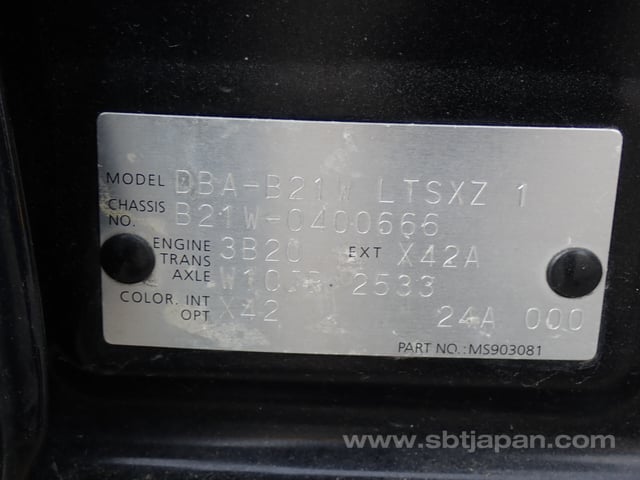 MODEL DBA-B21W LTSXZ 1
CHASSIS NO. B21W-0400666
ENGINE 3B20 EXT X42A
TRANS AXLE 2533
COLOR. INT X42
OPT 24A 000
PART NO.: MS903081
www.sbtjapan.com